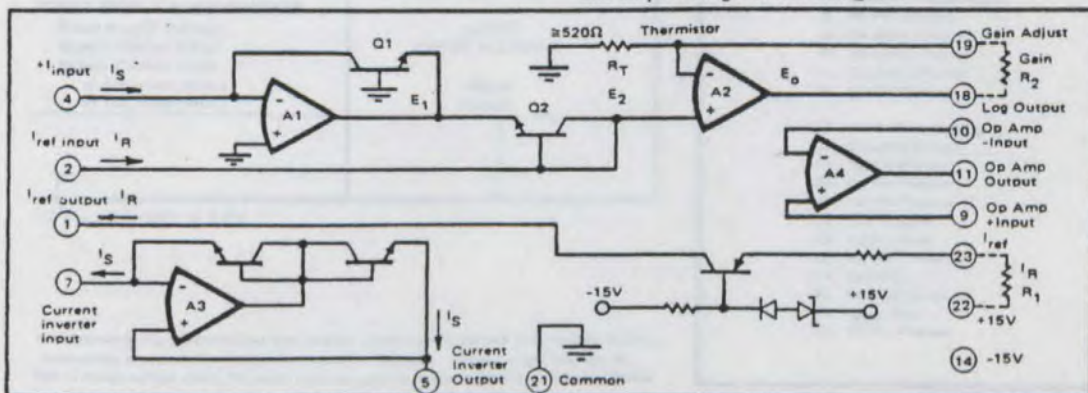 ≅520Ω
Thermistor
19 Gain Adjust
Q1
RT
Gain
R2
+Iinput
IS
4
E1
Q2
E2
A2
Eo
18
Log Output
A1
Iref input IR
2
10 Op Amp
-Input
A4
11 Op Amp
Output
Iref output IR
1
9 Op Amp
+Input
IS
7
Iref
23
IR
R1
-15V
+15V
22
+15V
A3
Current
inverter
input
IS
14 -15V
5
Current
Inverter
Output
21 Common